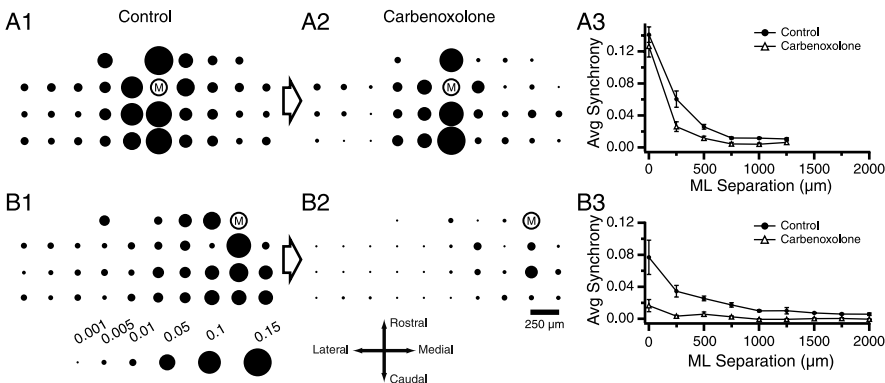 A1 Control
A2 Carbenoxolone
A3
M
M
Control
Carbenoxolone
Avg Synchrony
0.12
0.08
0.04
0.00
0 500 1000 1500 2000
ML Separation (µm)
B1
B2
B3
M
M
Control
Carbenoxolone
Avg Synchrony
0.12
0.08
0.04
0.00
0 500 1000 1500 2000
ML Separation (µm)
250 µm
0.001 0.005 0.01 0.05 0.1 0.15
Rostral
Lateral Medial
Caudal